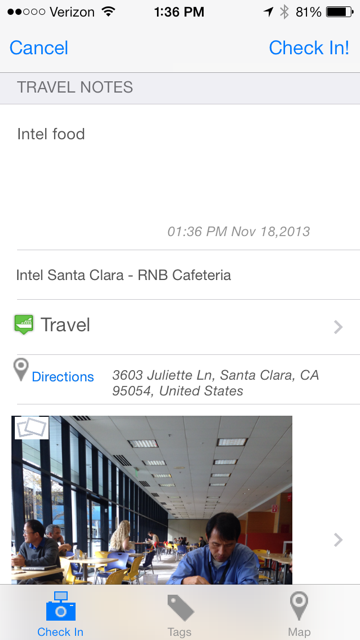 Verizon 1:36 PM 81%
Cancel Check In!
TRAVEL NOTES
Intel food
01:36 PM Nov 18,2013
Intel Santa Clara - RNB Cafeteria
Travel
Directions 3603 Juliette Ln, Santa Clara, CA
95054, United States
Check In Tags Map